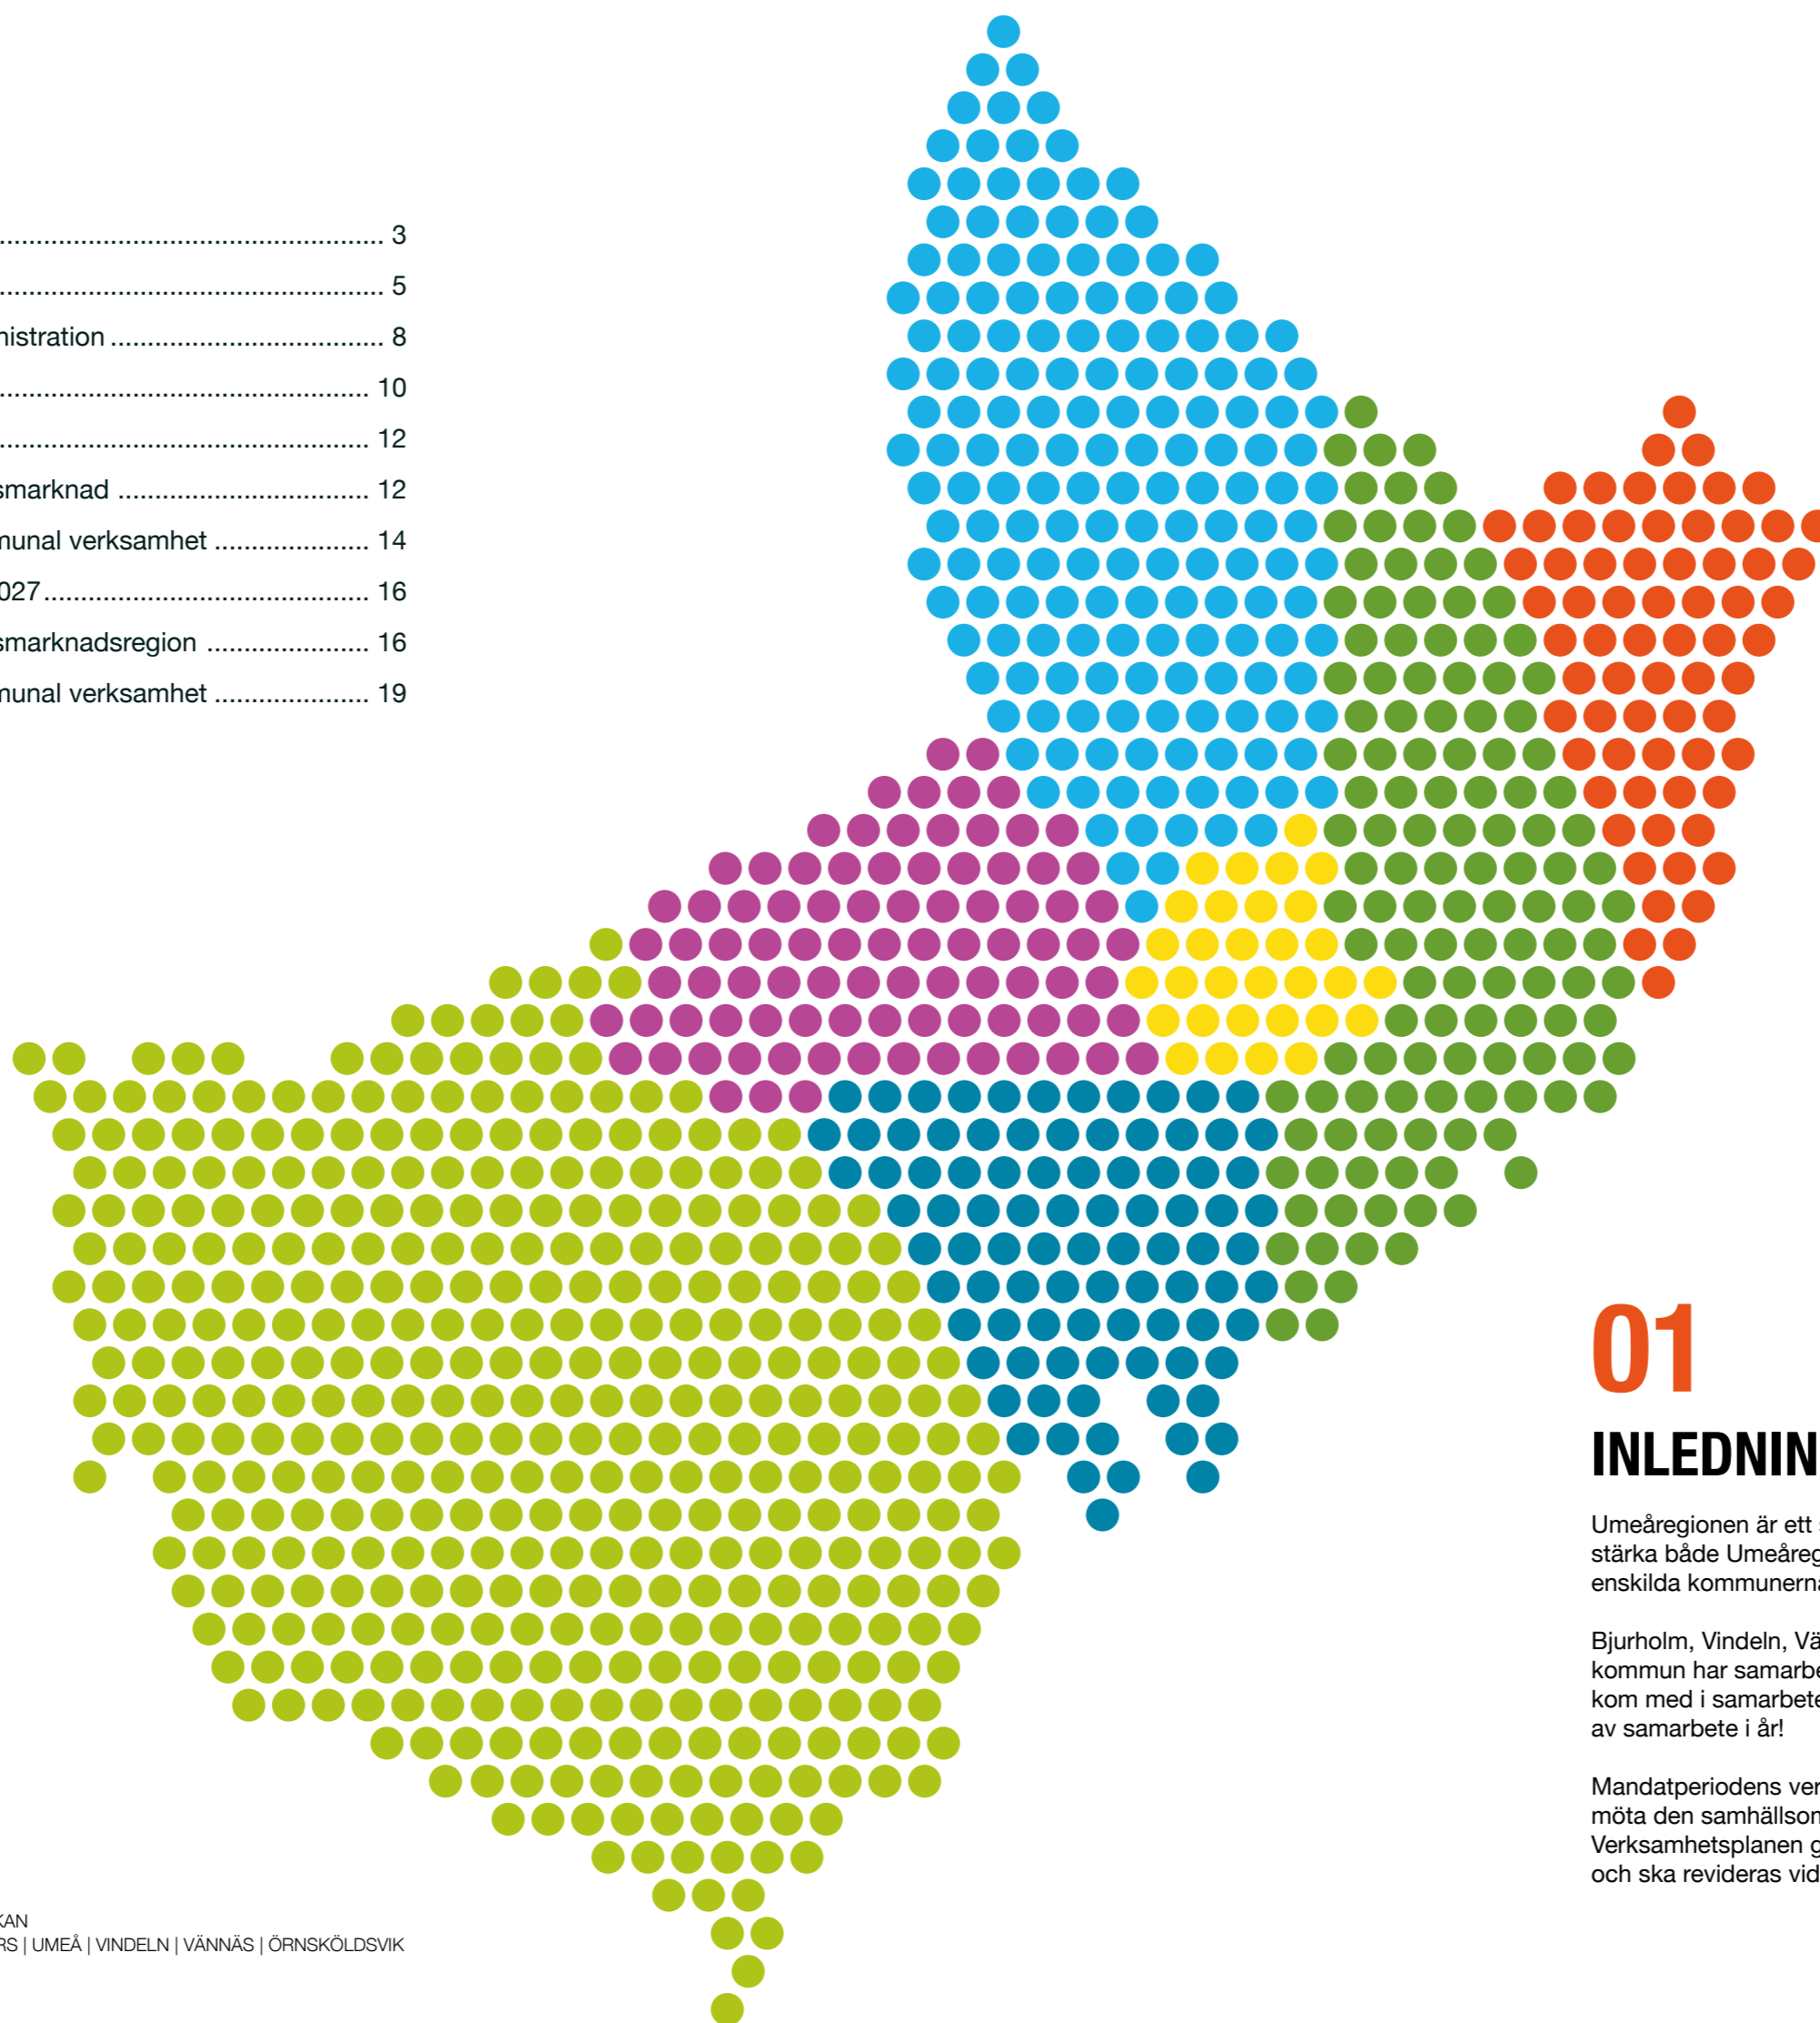 3
5
nistration 8
10
12
smarknad 12
munal verksamhet 14
027 16
smarknadsregion 16
munal verksamhet 19
KAN
RS | UMEÅ | VINDELN | VÄNNÄS | ÖRNSKÖLDSVIK
01
INLEDNIN
Umeåregionen är ett
stärka både Umeåreg
enskilda kommunerna
Bjurholm, Vindeln, Vä
kommun har samarbe
kom med i samarbete
av samarbete i år!
Mandatperiodens ver
möta den samhällsom
Verksamhetsplanen g
och ska revideras vid